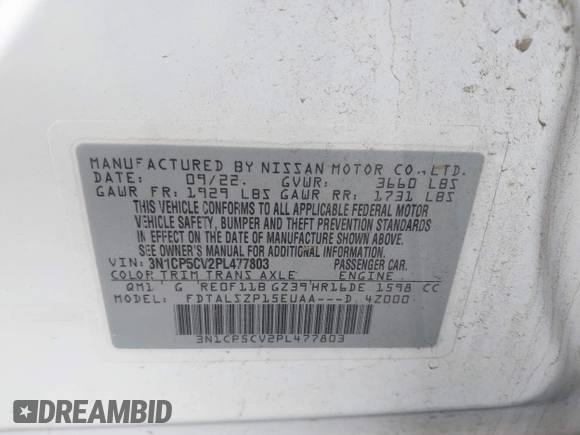 MANUFACTURED BY NISSAN MOTOR CO., LTD.
DATE: 09/22. GVWR: 3660 LBS
GAWR FR: 1929 LBS GAWR RR: 1731 LBS
THIS VEHICLE CONFORMS TO ALL APPLICABLE FEDERAL MOTOR
VEHICLE SAFETY, BUMPER AND THEFT PREVENTION STANDARDS
IN EFFECT ON THE DATE OF MANUFACTURE SHOWN ABOVE.
SEE OWNER'S MANUAL FOR ADDITIONAL INFORMATION.
VIN: 3N1CP5CV2PL477803 PASSENGER CAR.
COLOR TRIM TRANS AXLE ENGINE
QM1 G RE0F11B GZ39 HR16DE 1598 CC
MODEL: FDTALSZP15EUAA---D. 4Z000
3N1CP5CV2PL477803
DREAMBID